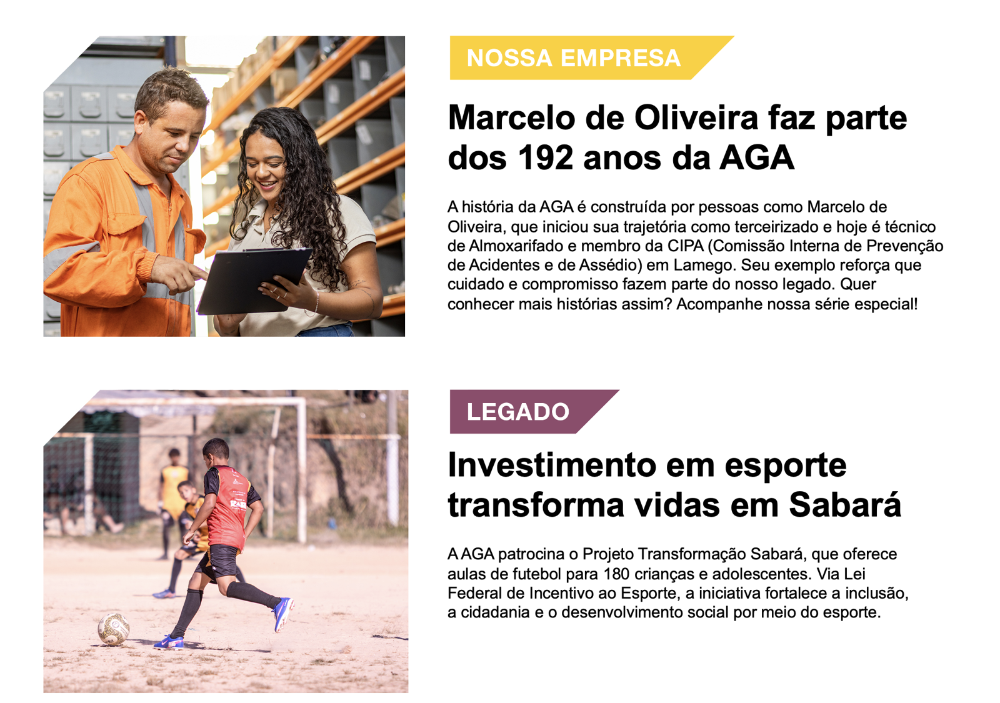 NOSSA EMPRESA
Marcelo de Oliveira faz parte
dos 192 anos da AGA
A história da AGA é construída por pessoas como Marcelo de
Oliveira, que iniciou sua trajetória como terceirizado e hoje é técnico
de Almoxarifado e membro da CIPA (Comissão Interna de Prevenção
de Acidentes e de Assédio) em Lamego. Seu exemplo reforça que
cuidado e compromisso fazem parte do nosso legado. Quer
conhecer mais histórias assim? Acompanhe nossa série especial!
LEGADO
Investimento em esporte
transforma vidas em Sabará
A AGA patrocina o Projeto Transformação Sabará, que oferece
aulas de futebol para 180 crianças e adolescentes. Via Lei
Federal de Incentivo ao Esporte, a iniciativa fortalece a inclusão,
a cidadania e o desenvolvimento social por meio do esporte.